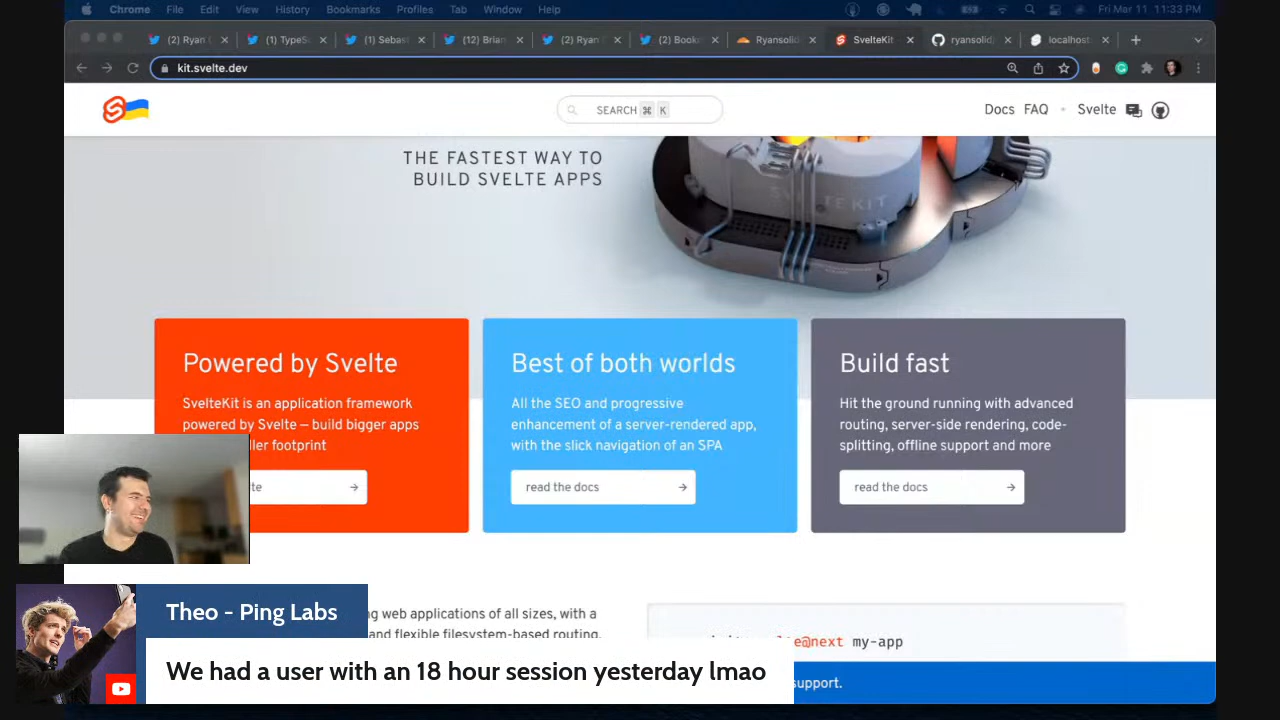 Chrome File Edit View History Bookmarks Profiles Tab Window Help Fri Mar 11 11:33 PM
(2) Ryan (1) TypeS (1) Sebast (12) Brian (2) Ryan (2) Book Ryansolid SvelteKit ryansolid localhost
kit.svelte.dev
SEARCH ⌘ K Docs FAQ • Svelte
THE FASTEST WAY TO
BUILD SVELTE APPS
SVELTEKIT
Powered by Svelte
SvelteKit is an application framework
powered by Svelte — build bigger apps
ller footprint
te →
Best of both worlds
All the SEO and progressive
enhancement of a server-rendered app,
with the slick navigation of an SPA
read the docs →
Build fast
Hit the ground running with advanced
routing, server-side rendering, code-
splitting, offline support and more
read the docs →
ng web applications of all sizes, with a
and flexible filesystem-based routing.
lte@next my-app
support.
Theo - Ping Labs
We had a user with an 18 hour session yesterday lmao